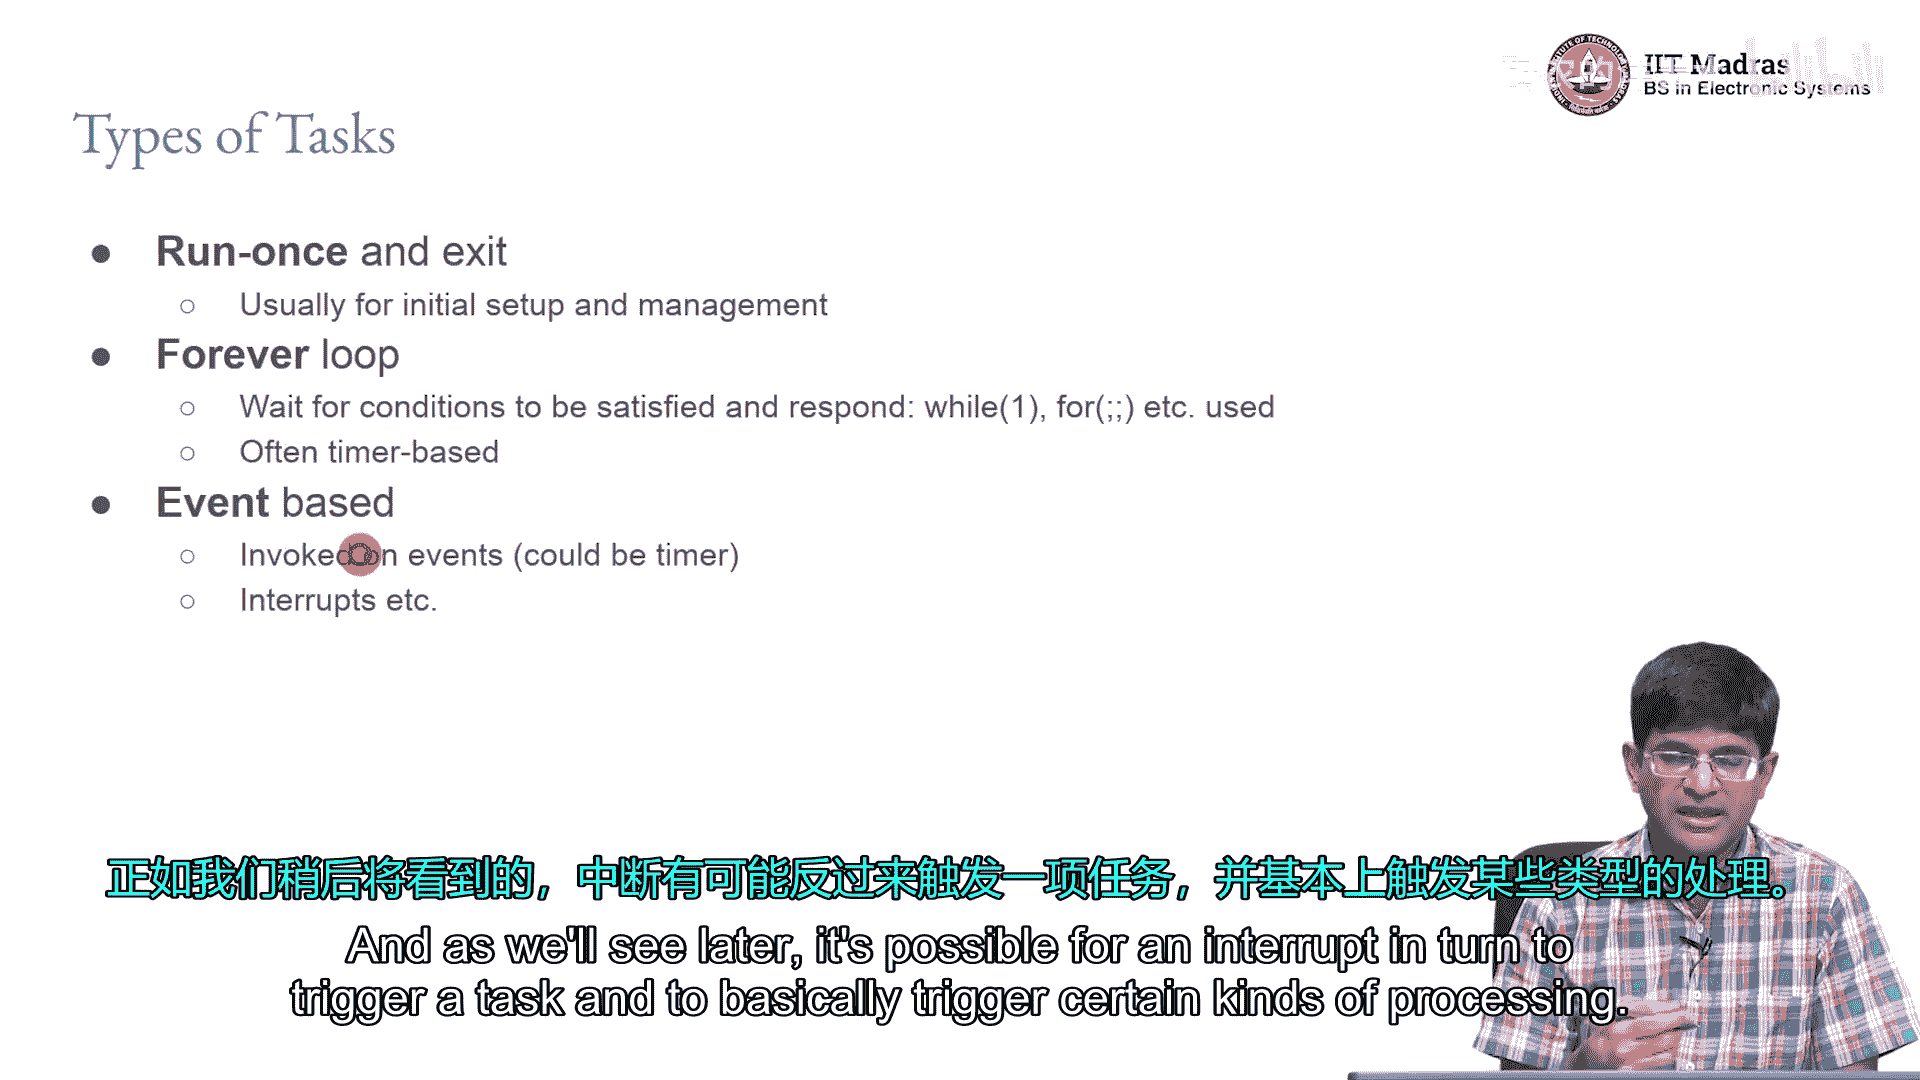 IIT Madras
BS in Electronic Systems
Types of Tasks
● Run-once and exit
○ Usually for initial setup and management
● Forever loop
○ Wait for conditions to be satisfied and respond: while(1), for(;;) etc. used
○ Often timer-based
● Event based
○ Invoked on events (could be timer)
○ Interrupts etc.
正如我们稍后将看到的，中断有可能反过来触发一项任务，并基本上触发某些类型的处理。
And as we'll see later, it's possible for an interrupt in turn to
trigger a task and to basically trigger certain kinds of processing.